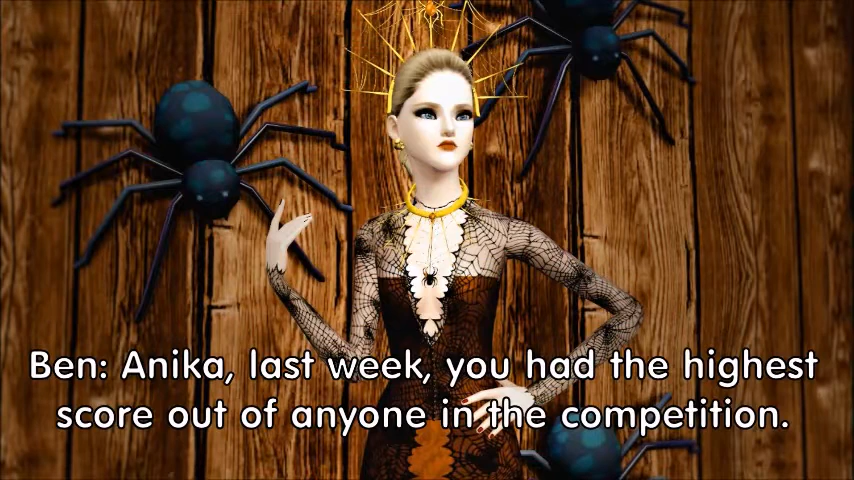 Ben: Anika, last week, you had the highest
score out of anyone in the competition.